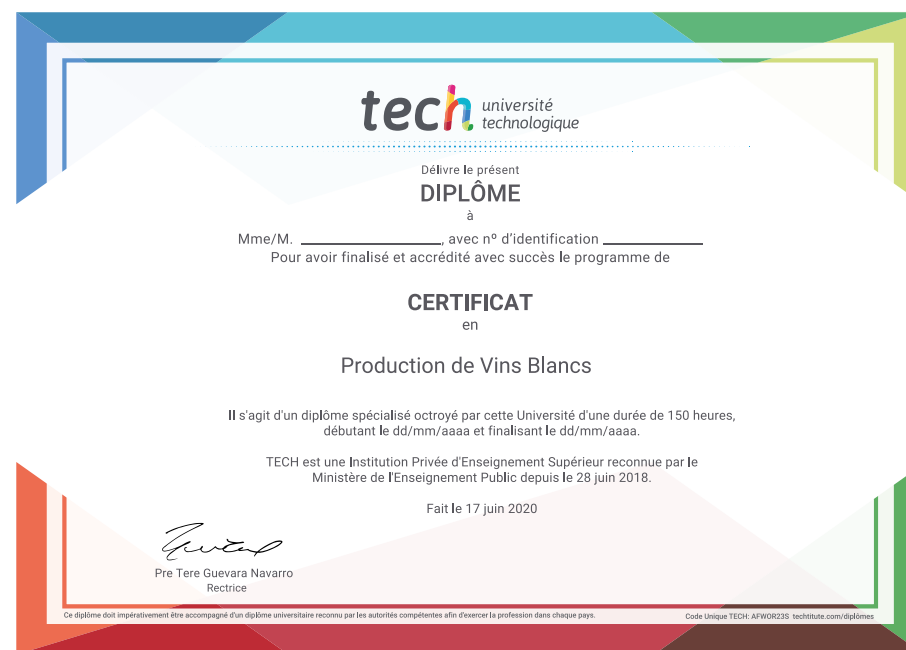 tech université
technologique
Délivre le présent
DIPLÔME
à
Mme/M. ____________________, avec nº d'identification ______________
Pour avoir finalisé et accrédité avec succès le programme de
CERTIFICAT
en
Production de Vins Blancs
Il s'agit d'un diplôme spécialisé octroyé par cette Université d'une durée de 150 heures,
débutant le dd/mm/aaaa et finalisant le dd/mm/aaaa.
TECH est une Institution Privée d'Enseignement Supérieur reconnue par le
Ministère de l'Enseignement Public depuis le 28 juin 2018.
Fait le 17 juin 2020
Pre Tere Guevara Navarro
Rectrice
Ce diplôme doit impérativement être accompagné d'un diplôme universitaire reconnu par les autorités compétentes afin d'exercer la profession dans chaque pays.
Code Unique TECH: AFWOR23S techtitute.com/diplômes